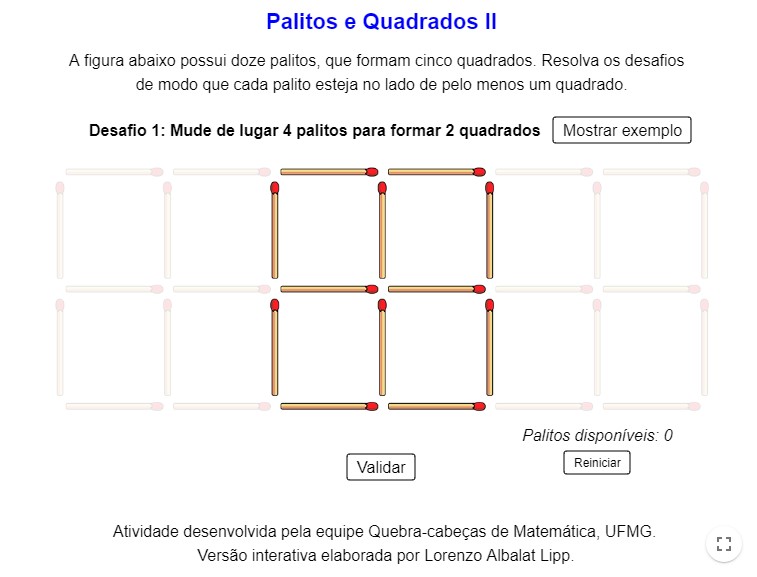 Palitos e Quadrados II
A figura abaixo possui doze palitos, que formam cinco quadrados. Resolva os desafios
de modo que cada palito esteja no lado de pelo menos um quadrado.
Desafio 1: Mude de lugar 4 palitos para formar 2 quadrados Mostrar exemplo
Palitos disponíveis: 0
Validar Reiniciar
Atividade desenvolvida pela equipe Quebra-cabeças de Matemática, UFMG.
Versão interativa elaborada por Lorenzo Albalat Lipp.